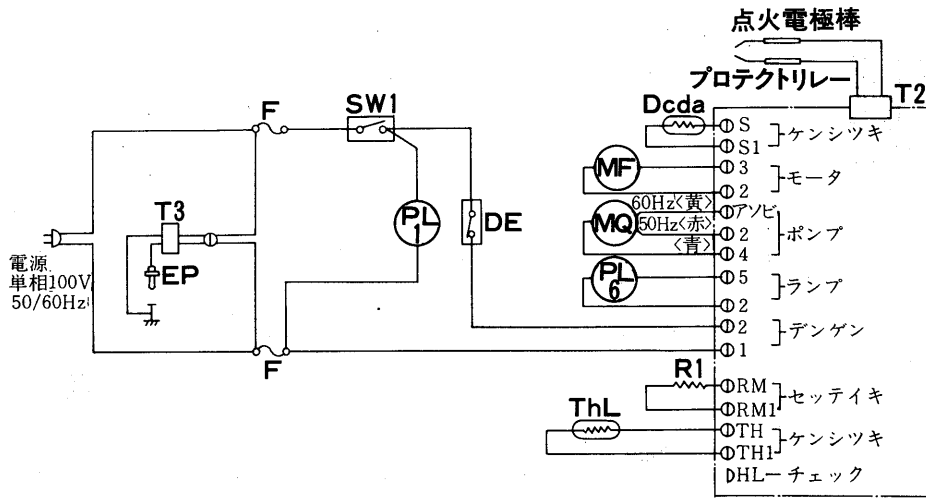 点火電極棒
プロテクトリレー
T2
F
SW1
Dcda
S
S1
ケンシツキ
MF
3
2
モータ
60Hz〈黄〉
アソビ
MQ
50Hz〈赤〉
2
〈青〉
4
ポンプ
T3
PL
1
DE
EP
電源
単相100V
50/60Hz
PL
6
5
2
ランプ
2
デンゲン
F
1
R1
RM
RM1
セッテイキ
ThL
TH
TH1
ケンシツキ
HL
チェック